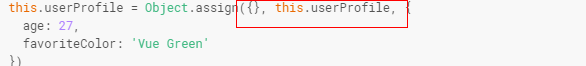 this.userProfile = Object.assign({}, this.userProfile, {
  age: 27,
  favoriteColor: 'Vue Green'
})